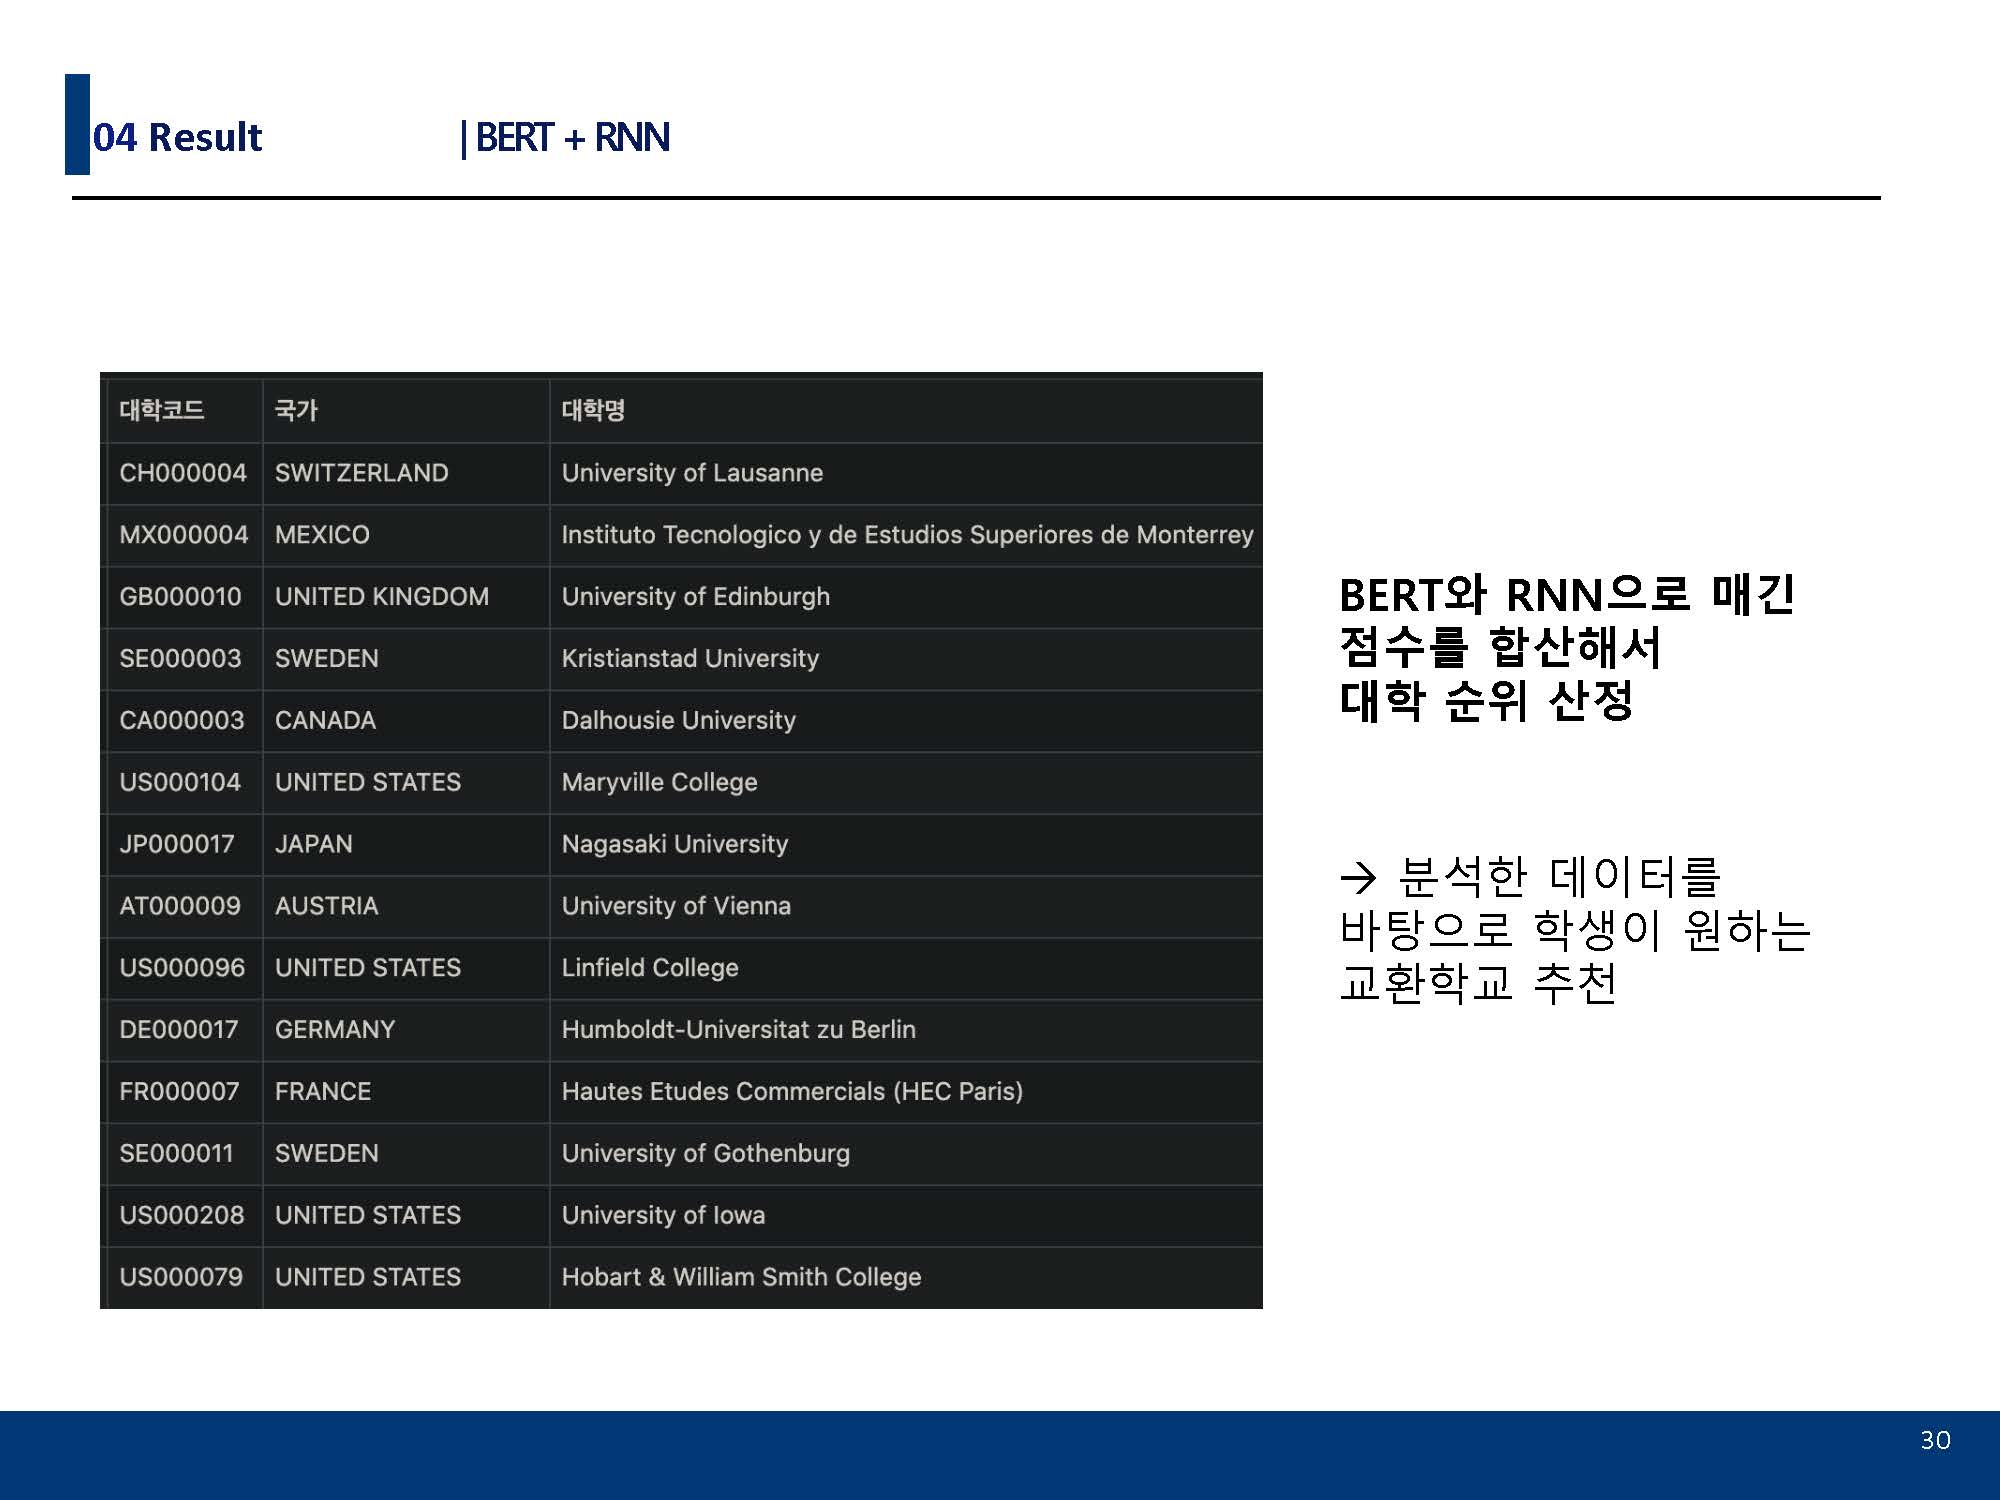 04 Result | BERT + RNN
대학코드 국가 대학명
CH000004 SWITZERLAND University of Lausanne
MX000004 MEXICO Instituto Tecnologico y de Estudios Superiores de Monterrey
GB000010 UNITED KINGDOM University of Edinburgh
SE000003 SWEDEN Kristianstad University
CA000003 CANADA Dalhousie University
US000104 UNITED STATES Maryville College
JP000017 JAPAN Nagasaki University
AT000009 AUSTRIA University of Vienna
US000096 UNITED STATES Linfield College
DE000017 GERMANY Humboldt-Universitat zu Berlin
FR000007 FRANCE Hautes Etudes Commercials (HEC Paris)
SE000011 SWEDEN University of Gothenburg
US000208 UNITED STATES University of Iowa
US000079 UNITED STATES Hobart & William Smith College
BERT와 RNN으로 매긴
점수를 합산해서
대학 순위 산정
→ 분석한 데이터를
바탕으로 학생이 원하는
교환학교 추천
30